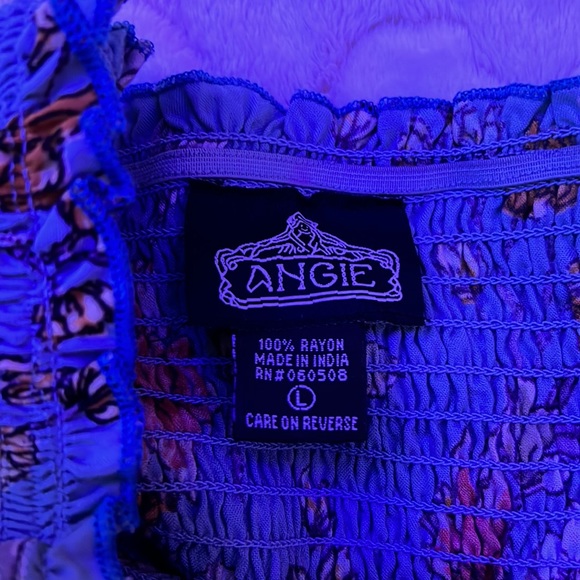 ANGIE
100% RAYON
MADE IN INDIA
RN#060508
L
CARE ON REVERSE